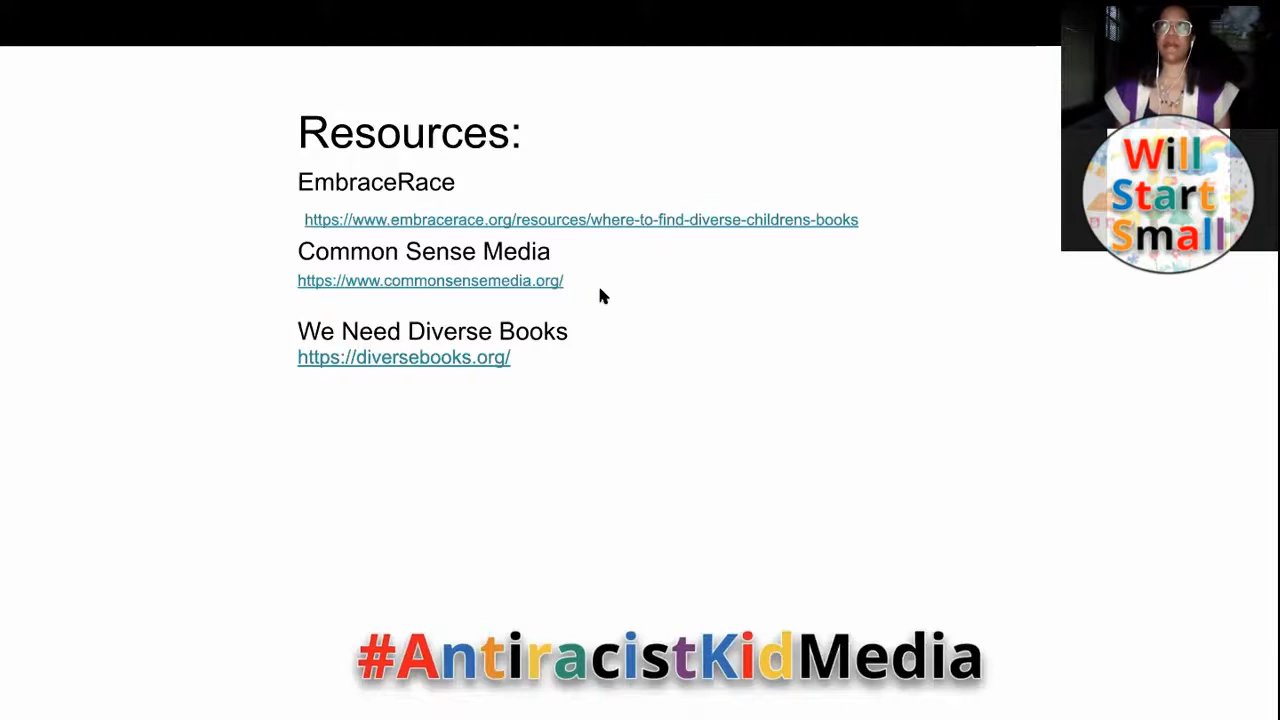 Resources:
EmbraceRace
https://www.embracerace.org/resources/where-to-find-diverse-childrens-books
Common Sense Media
https://www.commonsensemedia.org/
We Need Diverse Books
https://diversebooks.org/
Will
Start
Small
#AntiracistKidMedia